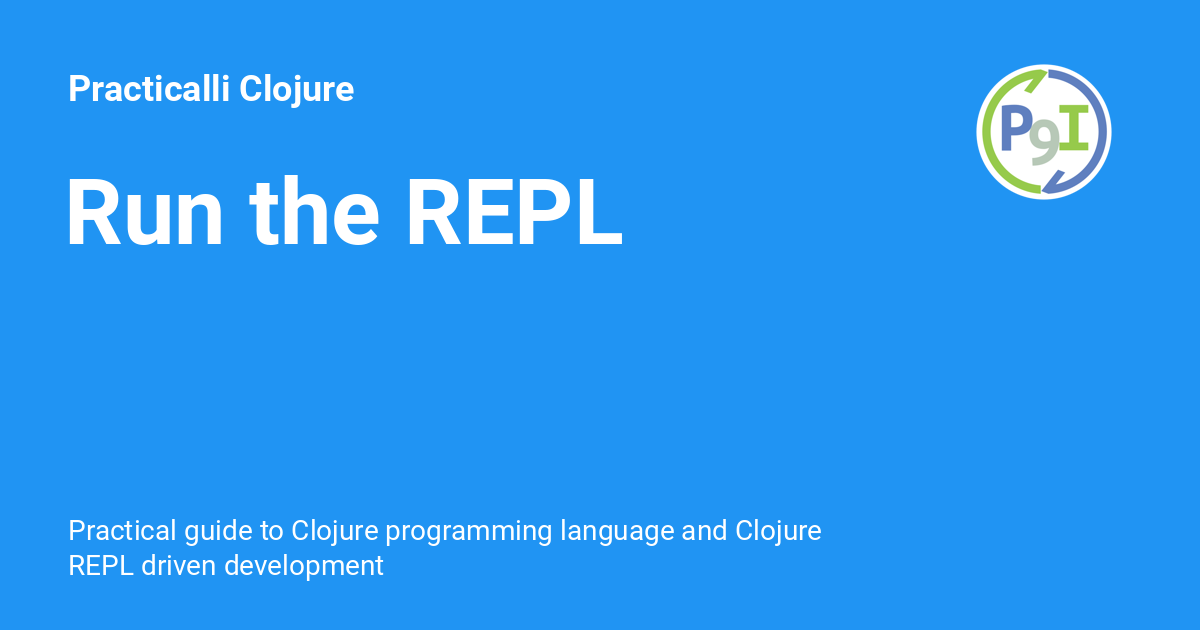 Practicalli Clojure
P9I
Run the REPL
Practical guide to Clojure programming language and Clojure
REPL driven development